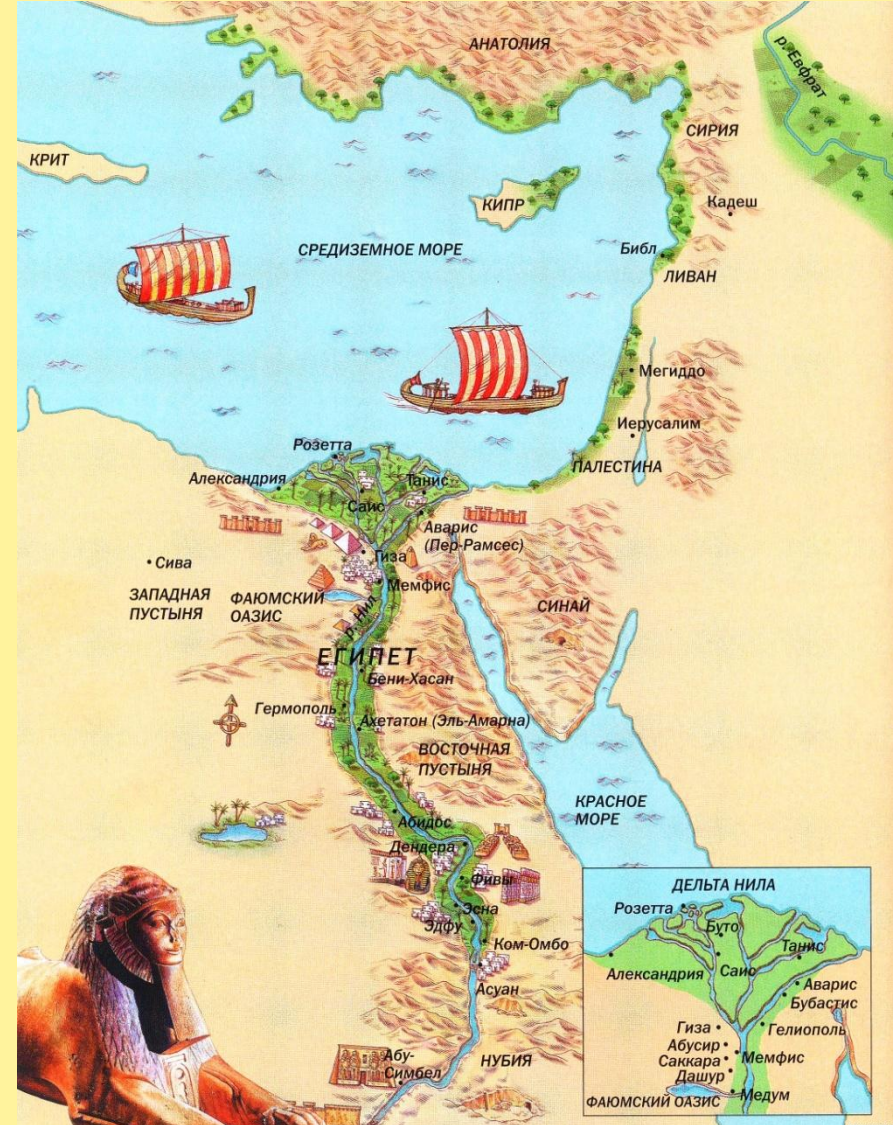 АНАТОЛИЯ
р. Евфрат
СИРИЯ
КРИТ
КИПР
Кадеш
СРЕДИЗЕМНОЕ МОРЕ
Библ
ЛИВАН
Мегиддо
Иерусалим
ПАЛЕСТИНА
Розетта
Александрия
Танис
Саис
Аварис
(Пер-Рамсес)
Гиза
Сива
Мемфис
ЗАПАДНАЯ
ПУСТЫНЯ
ФАЮМСКИЙ
ОАЗИС
р. Нил
СИНАЙ
ЕГИПЕТ
Бени-Хасан
Гермополь
Ахетатон (Эль-Амарна)
ВОСТОЧНАЯ
ПУСТЫНЯ
КРАСНОЕ
МОРЕ
Абидос
Дендера
Фивы
Эсна
Эдфу
Ком-Омбо
Асуан
Абу-
Симбел
НУБИЯ
ДЕЛЬТА НИЛА
Розетта
Буто
Танис
Саис
Александрия
Аварис
Бубастис
Гиза
Гелиополь
Абусир
Мемфис
Саккара
Дашур
Медум
ФАЮМСКИЙ ОАЗИС